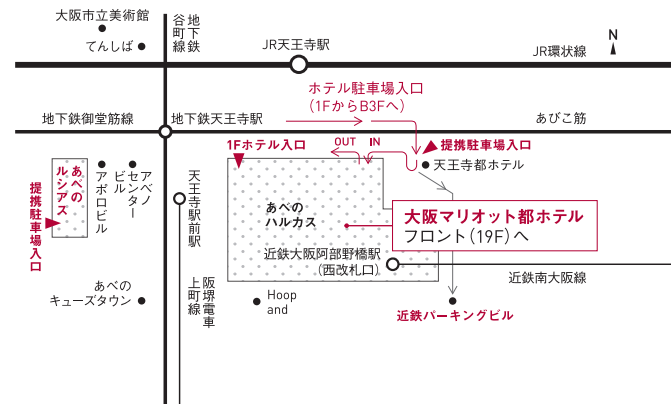 大阪市立美術館
てんしば
地下鉄
谷町線
JR天王寺駅
JR環状線
N
ホテル駐車場入口
(1FからB3Fへ)
地下鉄御堂筋線
地下鉄天王寺駅
あびこ筋
1Fホテル入口
OUT
IN
提携駐車場入口
天王寺都ホテル
あべの
ルシアス
提携駐車場入口
アポロビル
アベノ
センター
ビル
天王寺駅前駅
あべの
ハルカス
大阪マリオット都ホテル
フロント(19F)へ
近鉄大阪阿部野橋駅
(西改札口)
近鉄南大阪線
あべの
キューズタウン
阪堺電車
上町線
Hoop
and
近鉄パーキングビル